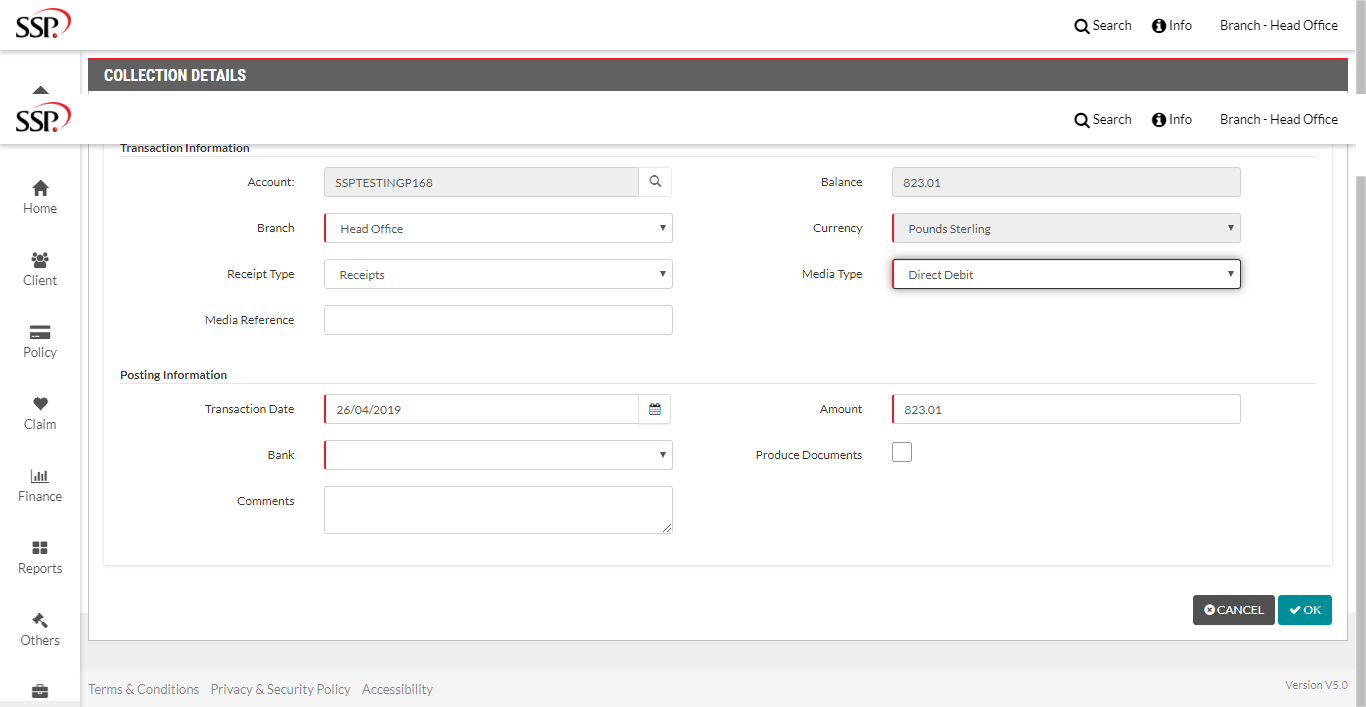 SSP.
Search Info Branch - Head Office
COLLECTION DETAILS
SSP.
Search Info Branch - Head Office
Transaction Information
Account: SSPTESTINGP168 Balance 823.01
Branch Head Office Currency Pounds Sterling
Receipt Type Receipts Media Type Direct Debit
Media Reference
Posting Information
Transaction Date 26/04/2019 Amount 823.01
Bank Produce Documents
Comments
Home
Client
Policy
Claim
Finance
Reports
Others
CANCEL OK
Terms & Conditions Privacy & Security Policy Accessibility
Version V5.0